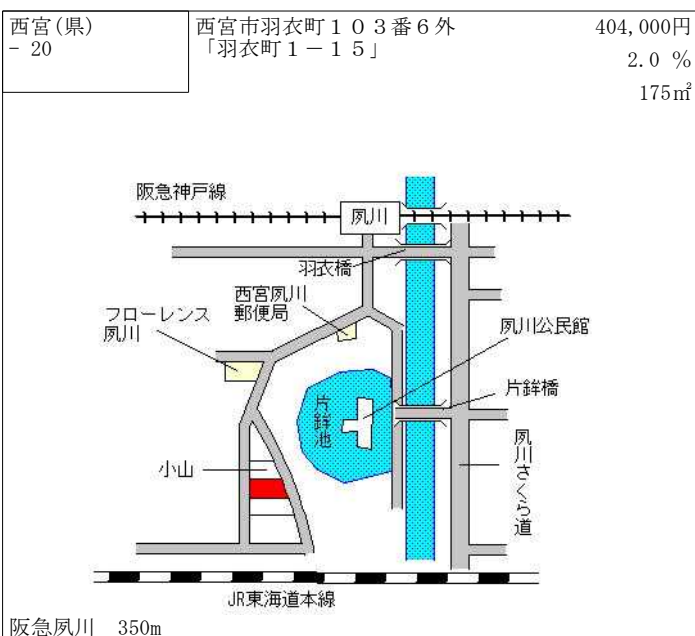 西宮(県)
- 20
西宮市羽衣町１０３番６外
「羽衣町１－１５」
404,000円
2.0 %
175㎡
阪急神戸線
夙川
羽衣橋
西宮夙川
郵便局
フローレンス
夙川
夙川公民館
片鉾池
片鉾橋
夙川さくら道
小山
JR東海道本線
阪急夙川　350m